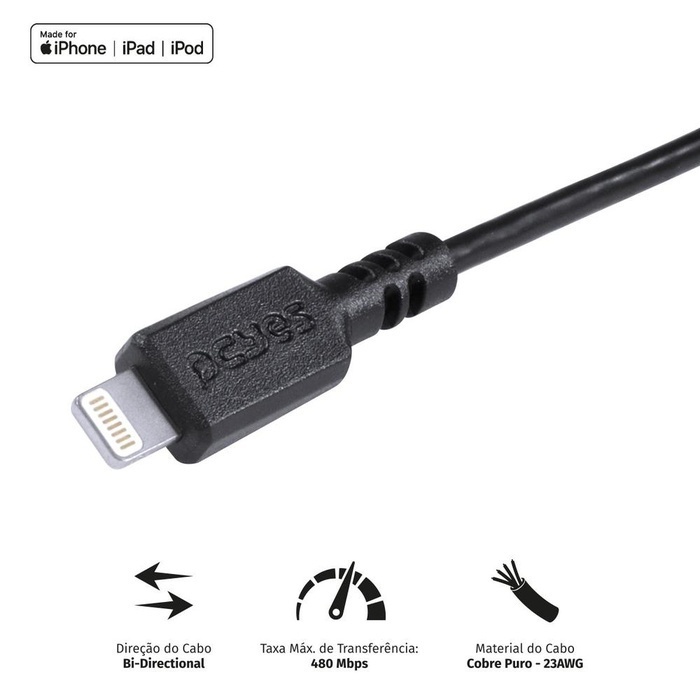 Made for
iPhone | iPad | iPod
pcyes
Direção do Cabo
Bi-Directional
Taxa Máx. de Transferência:
480 Mbps
Material do Cabo
Cobre Puro - 23AWG